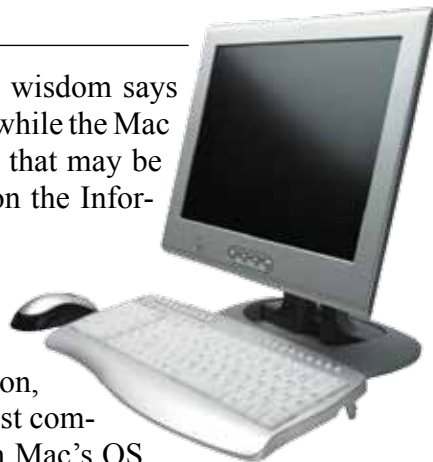 wisdom says
while the Mac
that may be
on the Infor-
on,
st com-
n Mac's OS